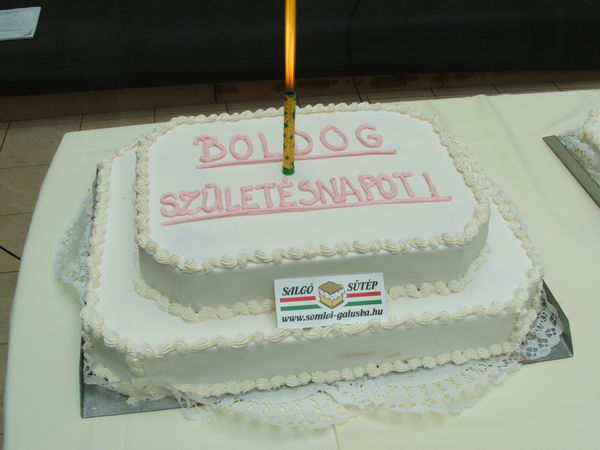 BOLDOG
SZÜLETÉSNAPOT!
SALGÓ SÜTÉP
www.somloi-galuska.hu